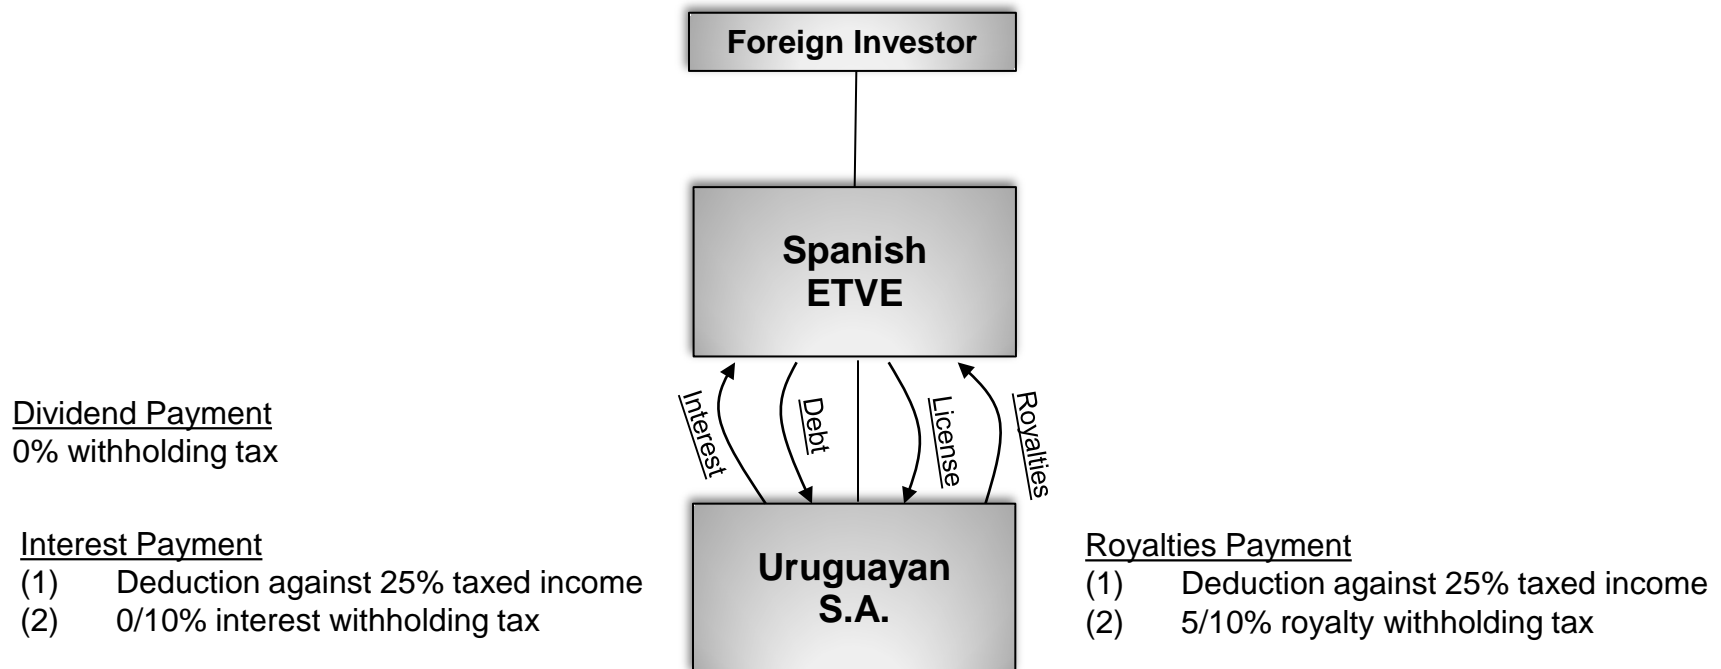 Foreign Investor
Spanish
ETVE
Interest
Debt
License
Royalties
Dividend Payment
0% withholding tax
Interest Payment
(1) Deduction against 25% taxed income
(2) 0/10% interest withholding tax
Uruguayan
S.A.
Royalties Payment
(1) Deduction against 25% taxed income
(2) 5/10% royalty withholding tax